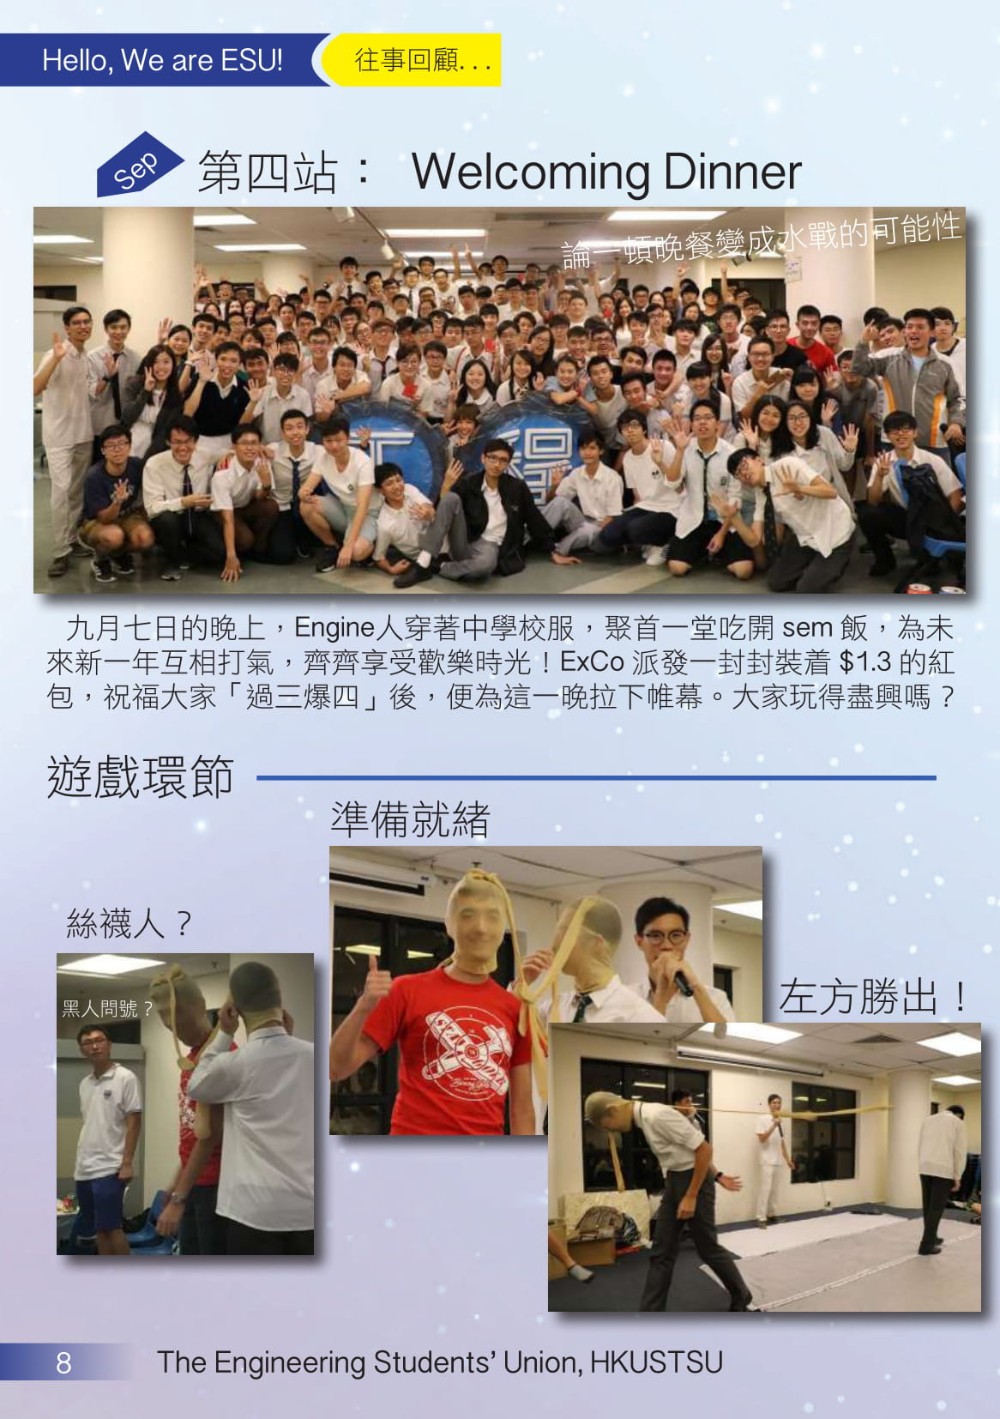 Hello, We are ESU!
往事回顧...
Sep
第四站： Welcoming Dinner
論一頓晚餐變成水戰的可能性
工程
九月七日的晚上，Engine人穿著中學校服，聚首一堂吃開 sem 飯，為未
來新一年互相打氣，齊齊享受歡樂時光！ExCo 派發一封封裝着 $1.3 的紅
包，祝福大家「過三爆四」後，便為這一晚拉下帷幕。大家玩得盡興嗎？
遊戲環節
準備就緒
絲襪人？
黑人問號？
左方勝出！
8
The Engineering Students' Union, HKUSTSU